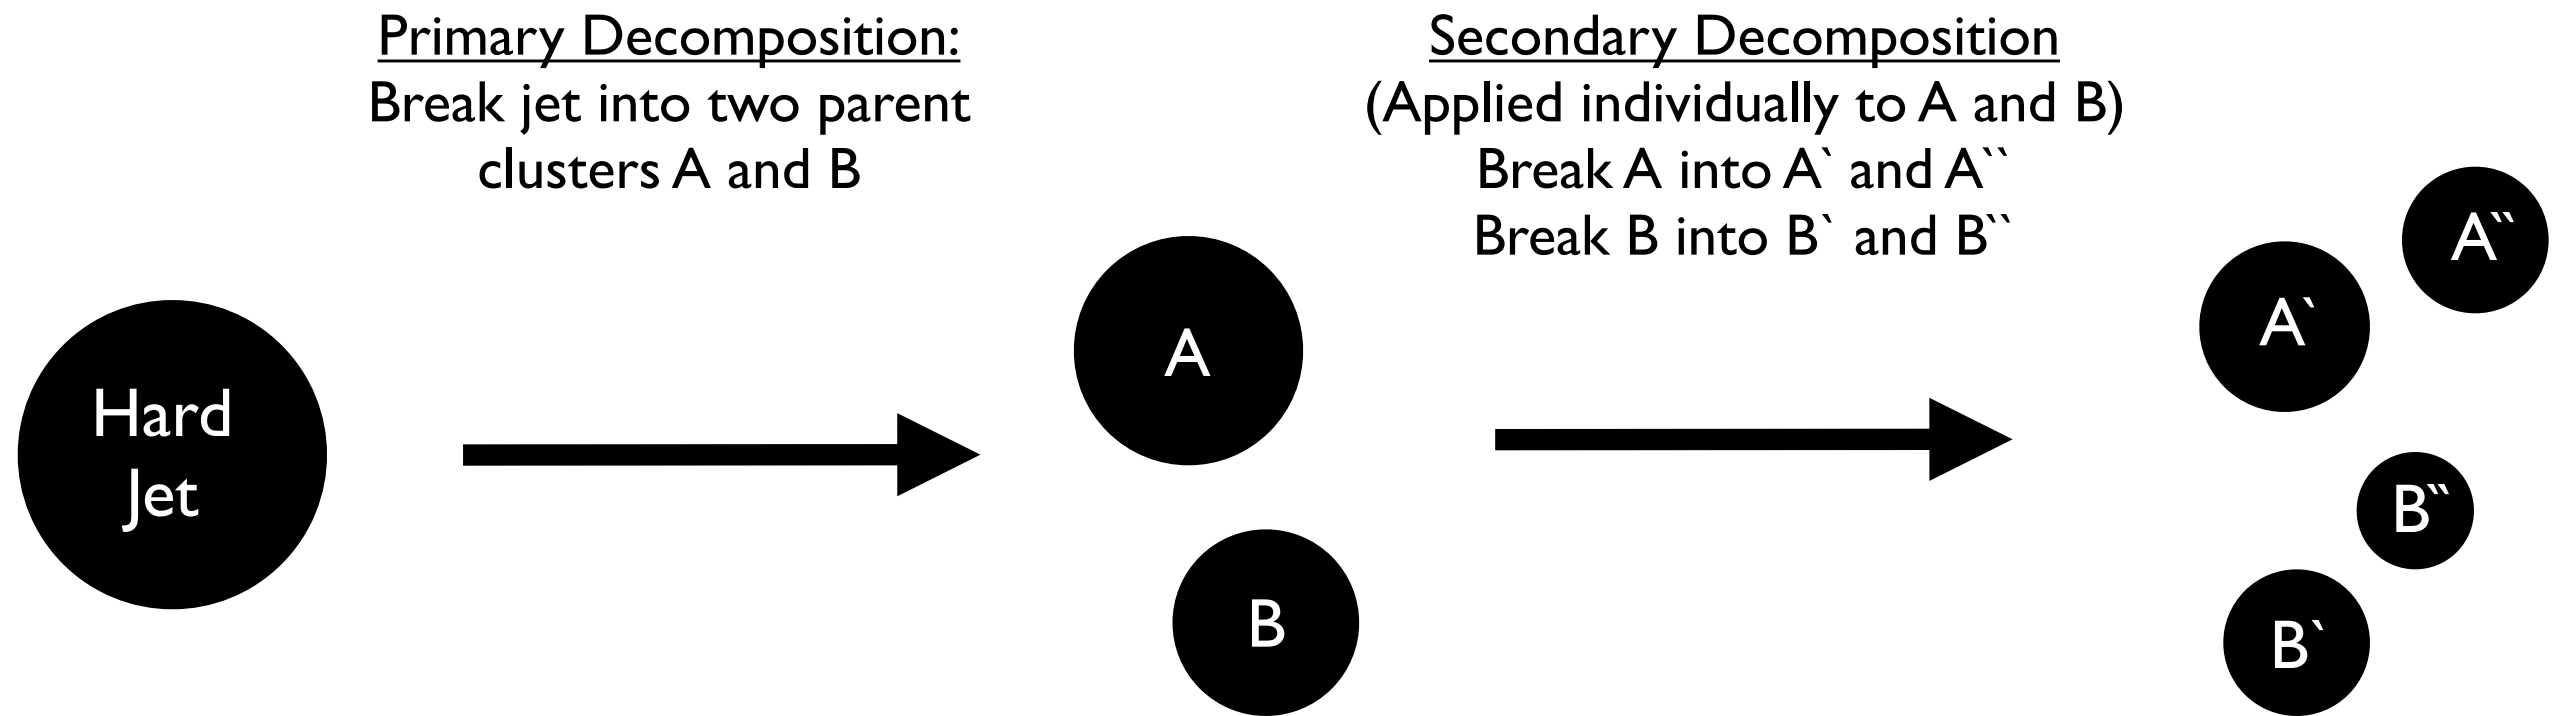 Primary Decomposition:
Break jet into two parent
clusters A and B
Secondary Decomposition
(Applied individually to A and B)
Break A into A` and A``
Break B into B` and B``
Hard
Jet
A
B
A`
A``
B``
B`